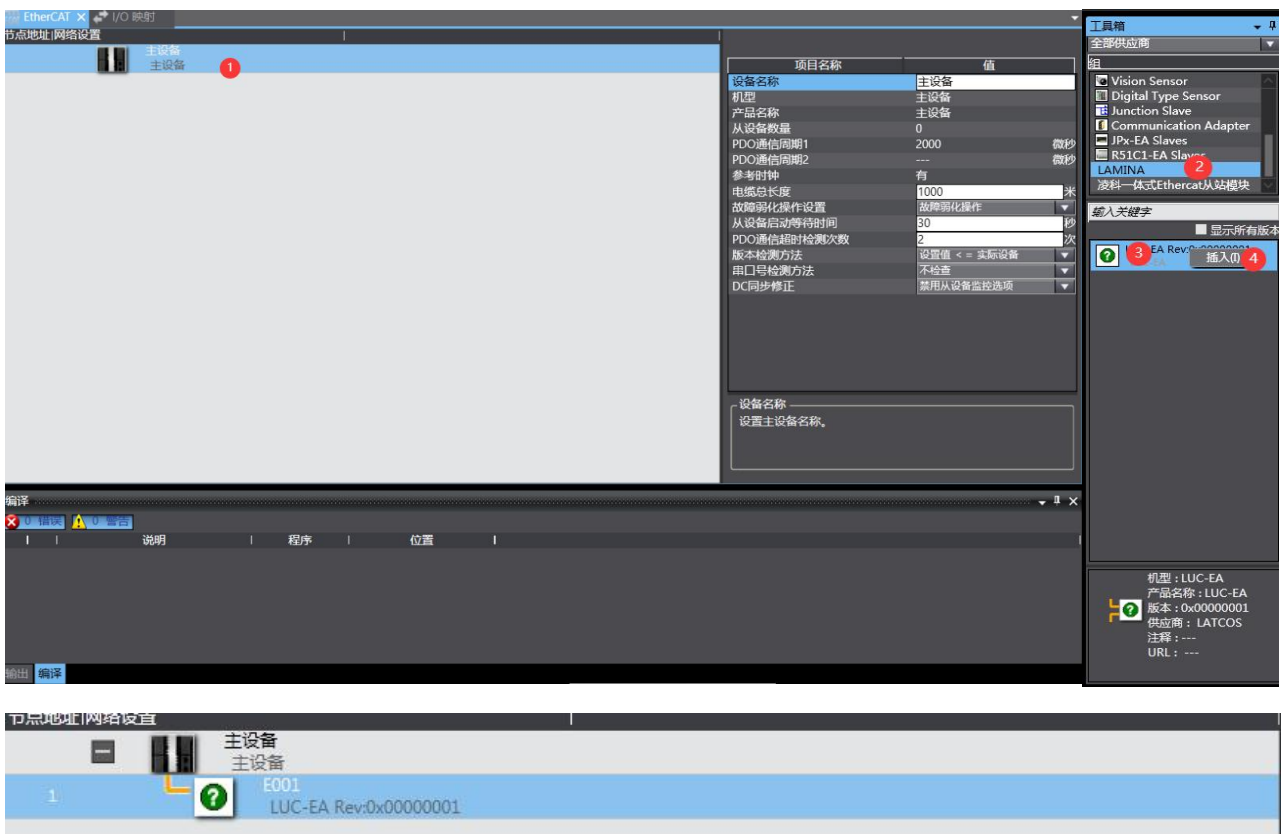 EtherCAT × I/O 映射
节点地址|网络设置
主设备
主设备
1
项目名称 值
设备名称 主设备
机型 主设备
产品名称 主设备
从设备数量 0
PDO通信周期1 2000 微秒
PDO通信周期2 --- 微秒
参考时钟 有
电缆总长度 1000 米
故障弱化操作设置 故障弱化操作
从设备启动等待时间 30 秒
PDO通信超时检测次数 2 次
版本检测方法 设置值 <= 实际设备
串口号检测方法 不检查
DC同步修正 禁用从设备监控选项
设备名称
设置主设备名称。
编译
0 错误 0 警告
说明 程序 位置
输出 编译
工具箱
全部供应商
组
Vision Sensor
Digital Type Sensor
Junction Slave
Communication Adapter
JPx-EA Slaves
R51C1-EA Slaves
LAMINA 2
凌科一体式Ethercat从站模块
输入关键字
显示所有版本
3 EA Rev:0x00000001
插入(I) 4
机型 : LUC-EA
产品名称 : LUC-EA
版本 : 0x00000001
供应商 : LATCOS
注释 : ---
URL : ---
节点地址|网络设置
主设备
主设备
1 E001
LUC-EA Rev:0x00000001